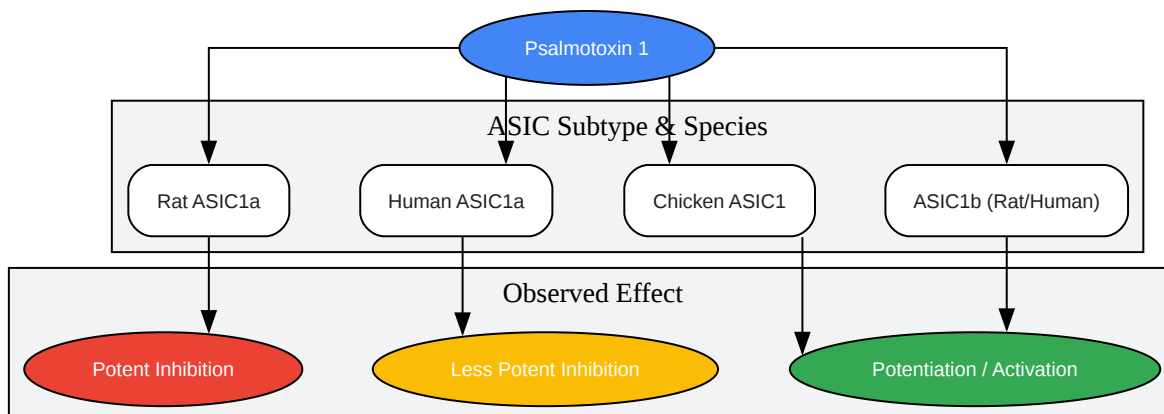 Psalmotoxin 1
ASIC Subtype & Species
Rat ASIC1a
Human ASIC1a
Chicken ASIC1
ASIC1b (Rat/Human)
Observed Effect
Potent Inhibition
Less Potent Inhibition
Potentiation / Activation